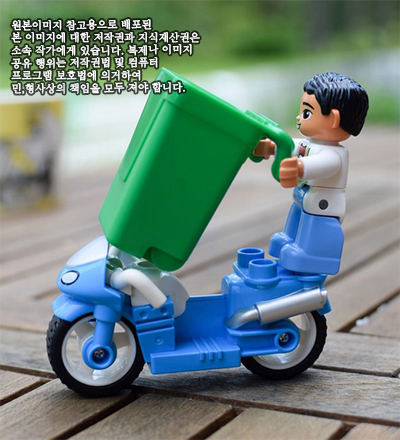 원본이미지 참고용으로 배포된
본 이미지에 대한 저작권과 지식재산권은
소속 작가에게 있습니다. 복제나 이미지
공유 행위는 저작권법 및 컴퓨터
프로그램 보호법에 의거하여
민.형사상의 책임을 모두 져야 합니다.